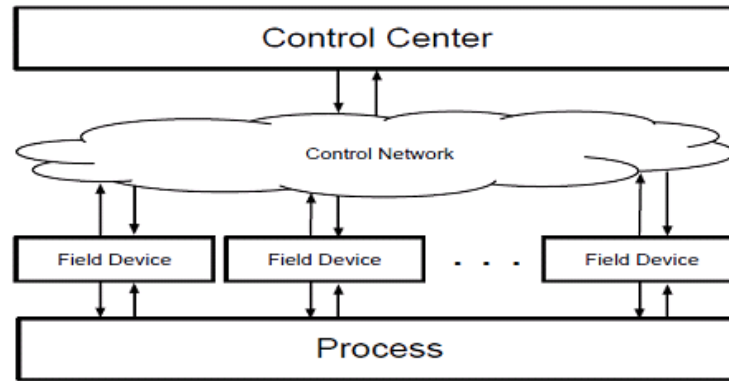 Control Center
Control Network
Field Device
Field Device
. . .
Field Device
Process